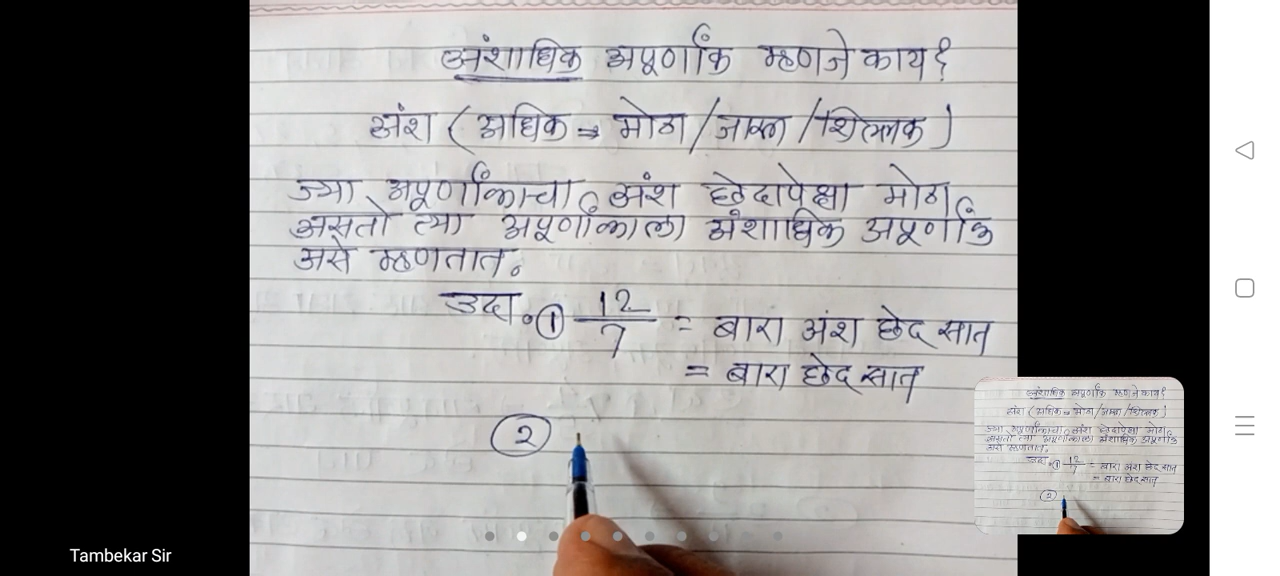 अंशाधिक अपूर्णांक म्हणजे काय?
अंश (अधिक → मोठा/जास्त/शिल्लक)
ज्या अपूर्णांकाचा अंश छेदापेक्षा मोठा
असतो त्या अपूर्णांकाला अंशाधिक अपूर्णांक
असे म्हणतात.
उदा. ① 12/7 = बारा अंश छेद सात
= बारा छेद सात
②
Tambekar Sir